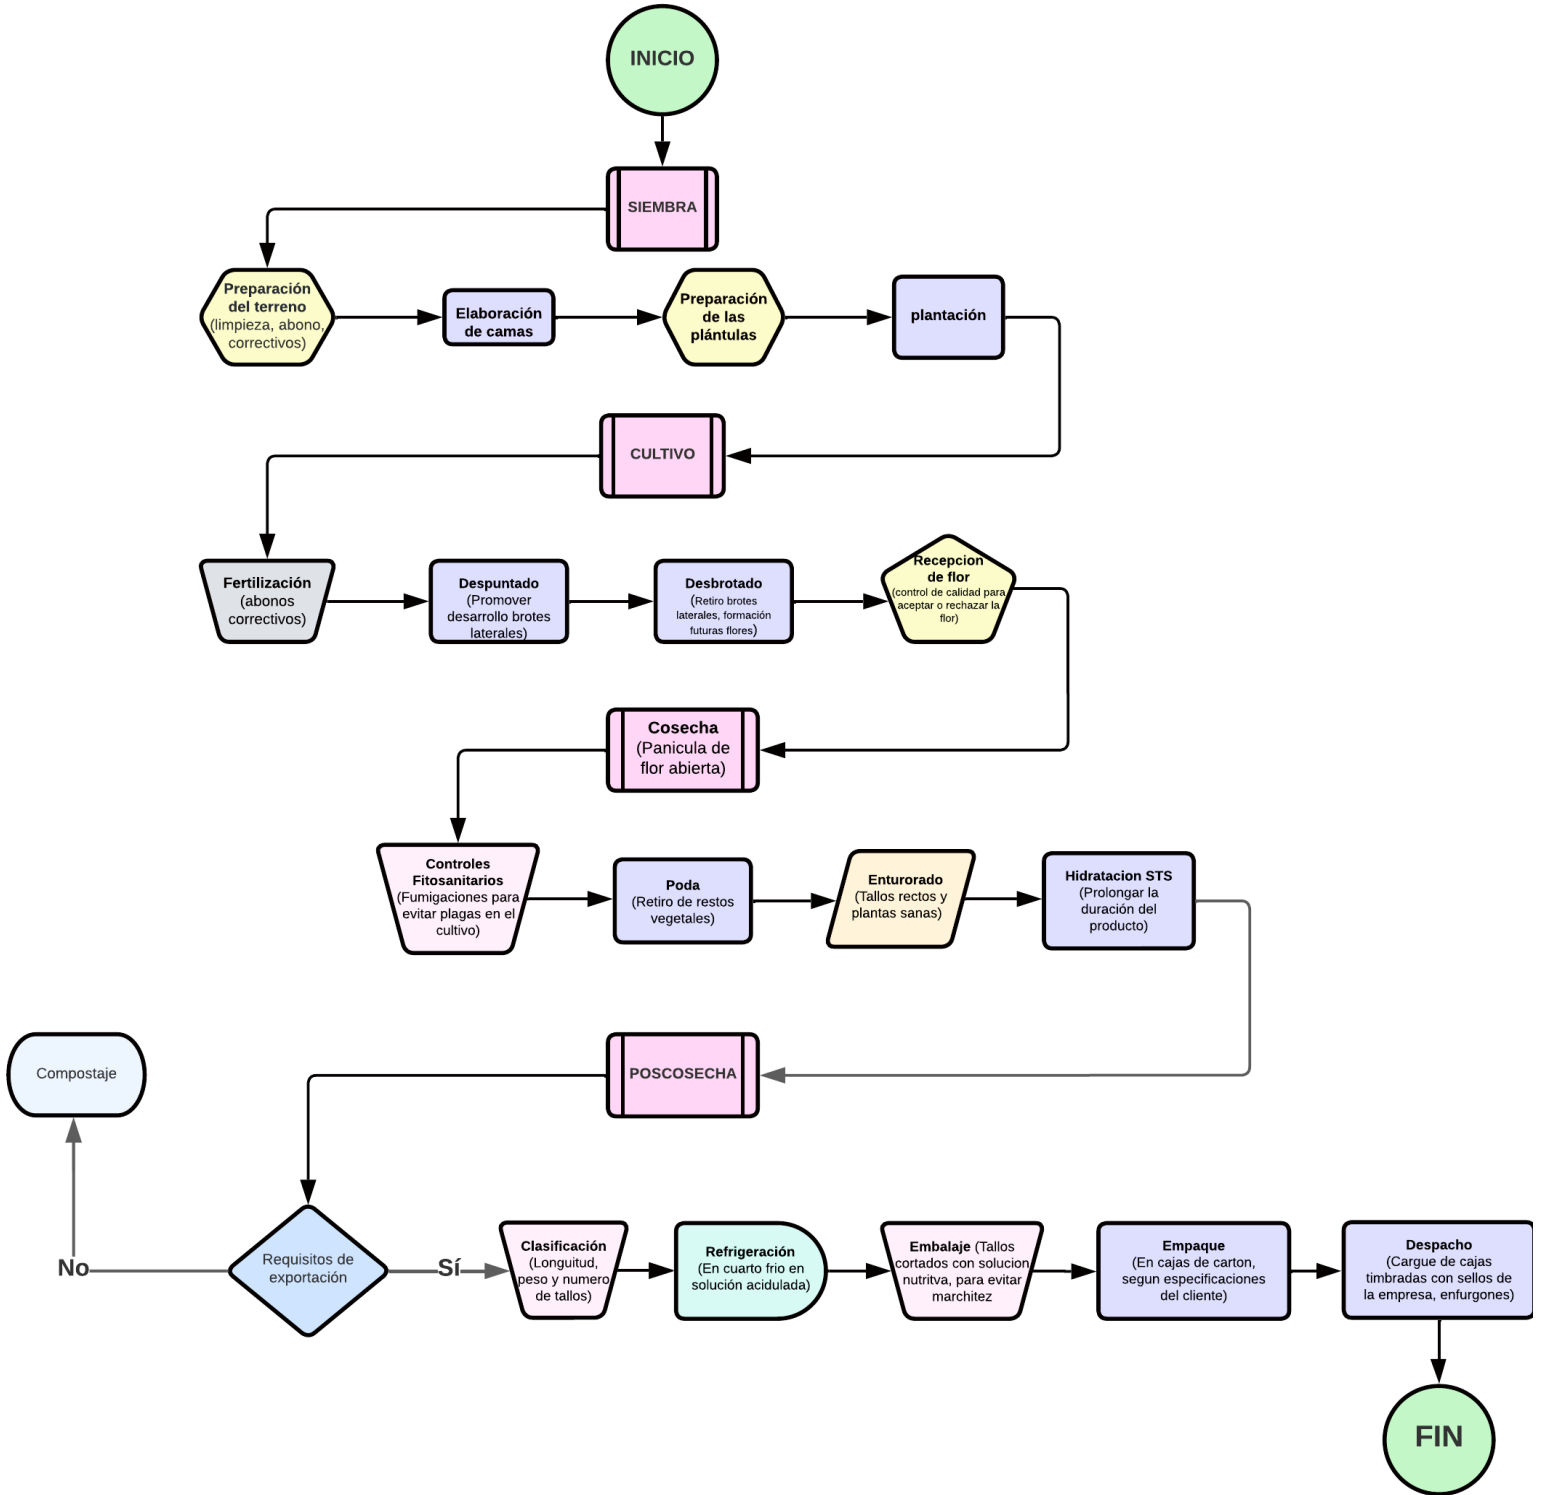 INICIO
SIEMBRA
Preparación
del terreno
(limpieza, abono,
correctivos)
Elaboración
de camas
Preparación
de las
plántulas
plantación
CULTIVO
Fertilización
(abonos
correctivos)
Despuntado
(Promover
desarrollo brotes
laterales)
Desbrotado
(Retiro brotes
laterales, formación
futuras flores)
Recepcion
de flor
(control de calidad para
aceptar o rechazar la
flor)
Cosecha
(Panicula de
flor abierta)
Controles
Fitosanitarios
(Fumigaciones para
evitar plagas en el
cultivo)
Poda
(Retiro de restos
vegetales)
Enturorado
(Tallos rectos y
plantas sanas)
Hidratacion STS
(Prolongar la
duración del
producto)
POSCOSECHA
Compostaje
No
Requisitos de
exportación
Sí
Clasificación
(Longuitud,
peso y numero
de tallos)
Refrigeración
(En cuarto frio en
solución acidulada)
Embalaje (Tallos
cortados con solucion
nutritva, para evitar
marchitez
Empaque
(En cajas de carton,
segun especificaciones
del cliente)
Despacho
(Cargue de cajas
timbradas con sellos de
la empresa, enfurgones)
FIN